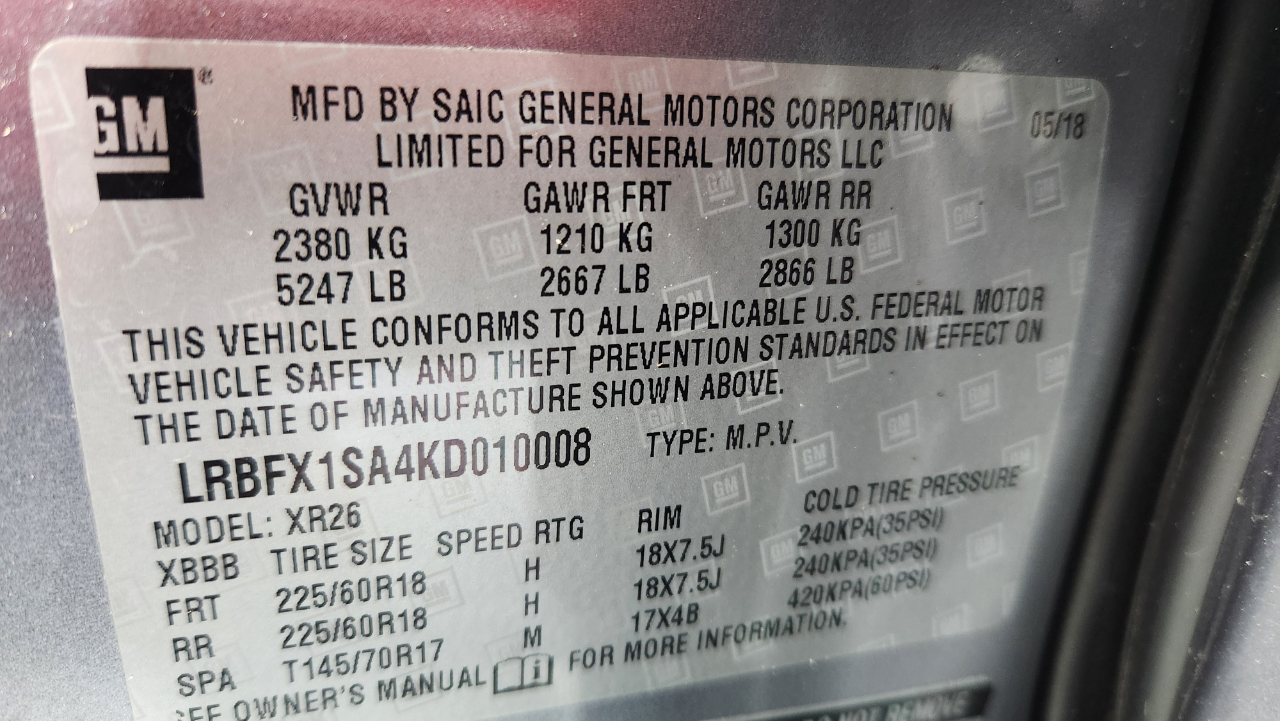 GM ®
MFD BY SAIC GENERAL MOTORS CORPORATION 05/18
LIMITED FOR GENERAL MOTORS LLC
GVWR GAWR FRT GAWR RR
2380 KG 1210 KG 1300 KG
5247 LB 2667 LB 2866 LB
THIS VEHICLE CONFORMS TO ALL APPLICABLE U.S. FEDERAL MOTOR
VEHICLE SAFETY AND THEFT PREVENTION STANDARDS IN EFFECT ON
THE DATE OF MANUFACTURE SHOWN ABOVE.
LRBFX1SA4KD010008 TYPE: M.P.V.
MODEL: XR26
XBBB TIRE SIZE SPEED RTG RIM COLD TIRE PRESSURE
FRT 225/60R18 H 18X7.5J 240KPA(35PSI)
RR 225/60R18 H 18X7.5J 240KPA(35PSI)
SPA T145/70R17 M 17X4B 420KPA(60PSI)
SEE OWNER'S MANUAL FOR MORE INFORMATION.
DO NOT REMOVE